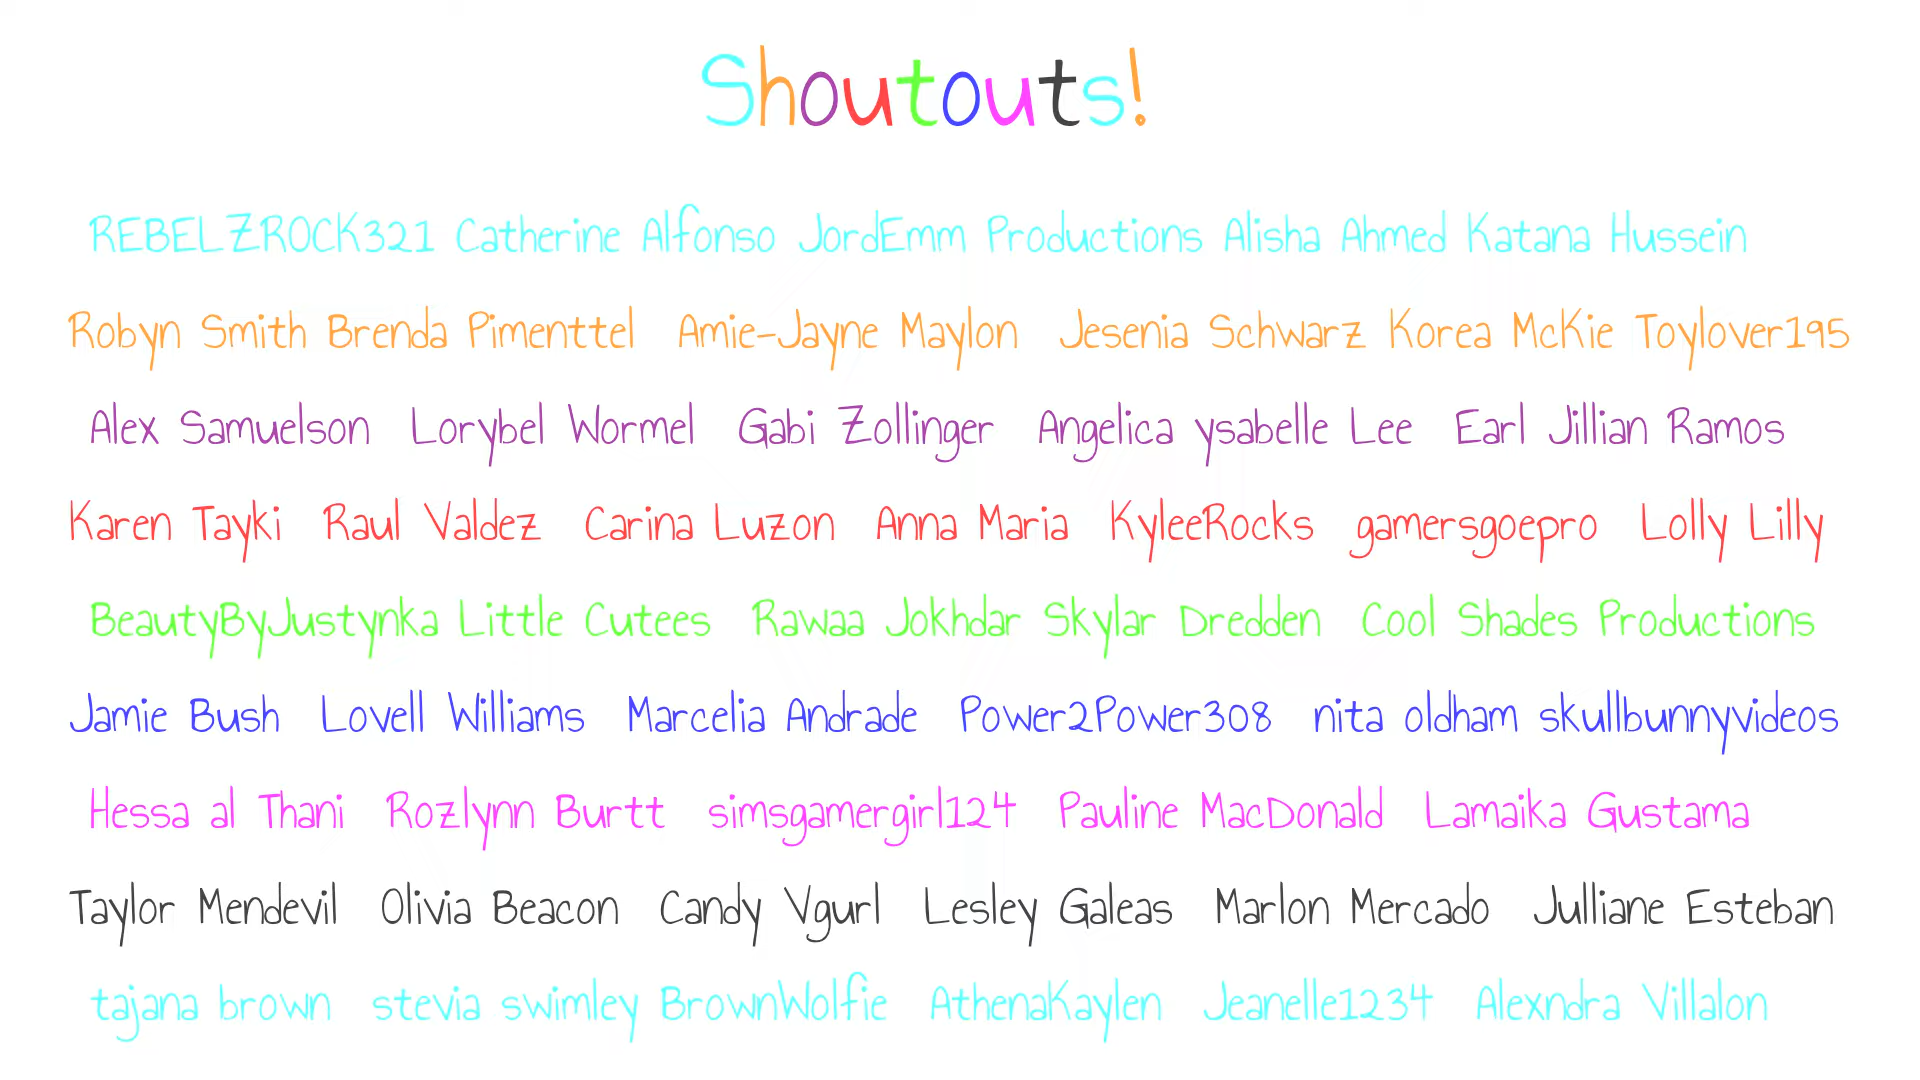 Shoutouts!
REBELZROCK321 Catherine Alfonso JordEmm Productions Alisha Ahmed Katana Hussein
Robyn Smith Brenda Pimenttel Amie-Jayne Maylon Jesenia Schwarz Korea McKie Toylover195
Alex Samuelson Lorybel Wormel Gabi Zollinger Angelica ysabelle Lee Earl Jillian Ramos
Karen Tayki Raul Valdez Carina Luzon Anna Maria KyleeRocks gamersgoepro Lolly Lilly
BeautyByJustynka Little Cutees Rawaa Jokhdar Skylar Dredden Cool Shades Productions
Jamie Bush Lovell Williams Marcelia Andrade Power2Power308 nita oldham skullbunnyvideos
Hessa al Thani Rozlynn Burtt simsgamergirl124 Pauline MacDonald Lamaika Gustama
Taylor Mendevil Olivia Beacon Candy Vgurl Lesley Galeas Marlon Mercado Julliane Esteban
tajana brown stevia swimley BrownWolfie AthenaKaylen Jeanelle1234 Alexndra Villalon